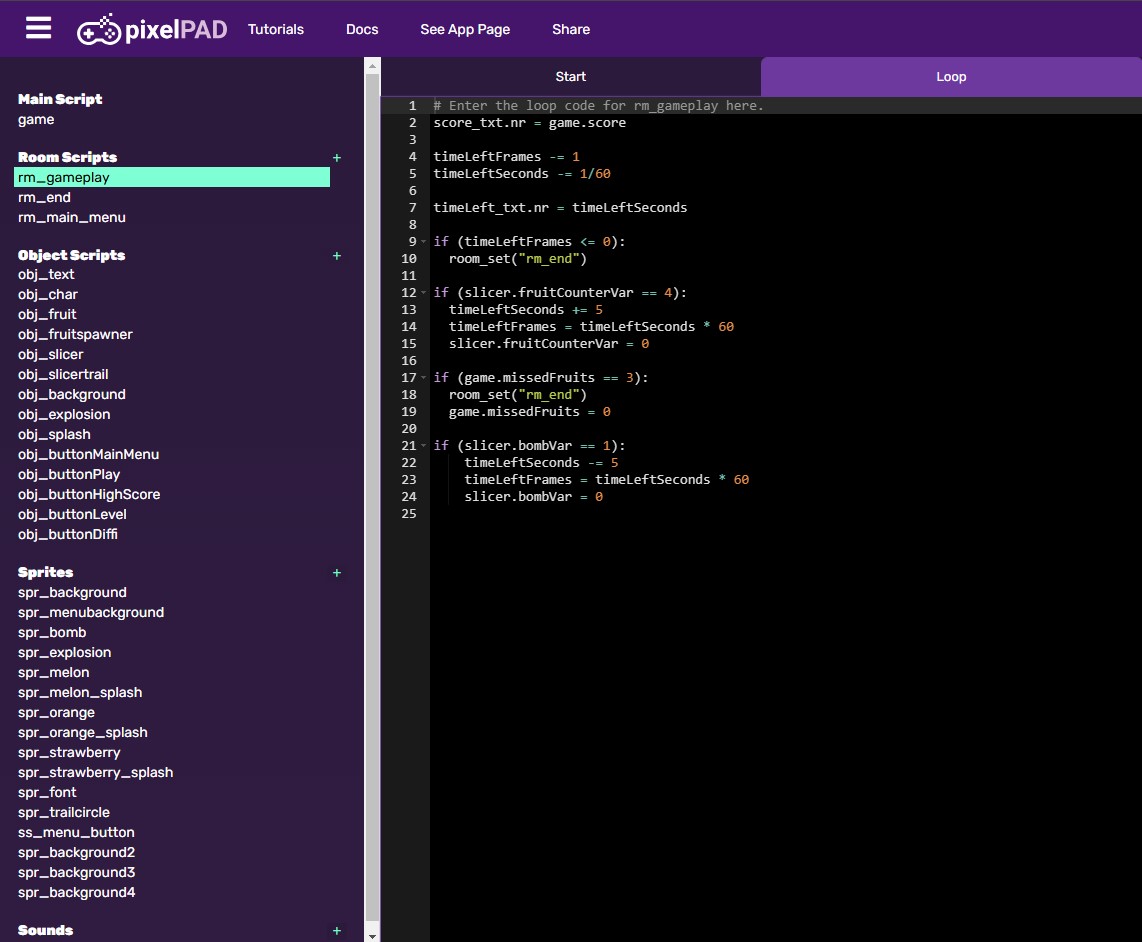 pixelPAD Tutorials Docs See App Page Share
Main Script
game
Room Scripts +
rm_gameplay
rm_end
rm_main_menu
Object Scripts +
obj_text
obj_char
obj_fruit
obj_fruitspawner
obj_slicer
obj_slicertrail
obj_background
obj_explosion
obj_splash
obj_buttonMainMenu
obj_buttonPlay
obj_buttonHighScore
obj_buttonLevel
obj_buttonDiffi
Sprites +
spr_background
spr_menubackground
spr_bomb
spr_explosion
spr_melon
spr_melon_splash
spr_orange
spr_orange_splash
spr_strawberry
spr_strawberry_splash
spr_font
spr_trailcircle
ss_menu_button
spr_background2
spr_background3
spr_background4
Sounds +
Start Loop
1 # Enter the loop code for rm_gameplay here.
2 score_txt.nr = game.score
3
4 timeLeftFrames -= 1
5 timeLeftSeconds -= 1/60
6
7 timeLeft_txt.nr = timeLeftSeconds
8
9 if (timeLeftFrames <= 0):
10 room_set("rm_end")
11
12 if (slicer.fruitCounterVar == 4):
13 timeLeftSeconds += 5
14 timeLeftFrames = timeLeftSeconds * 60
15 slicer.fruitCounterVar = 0
16
17 if (game.missedFruits == 3):
18 room_set("rm_end")
19 game.missedFruits = 0
20
21 if (slicer.bombVar == 1):
22 timeLeftSeconds -= 5
23 timeLeftFrames = timeLeftSeconds * 60
24 slicer.bombVar = 0
25